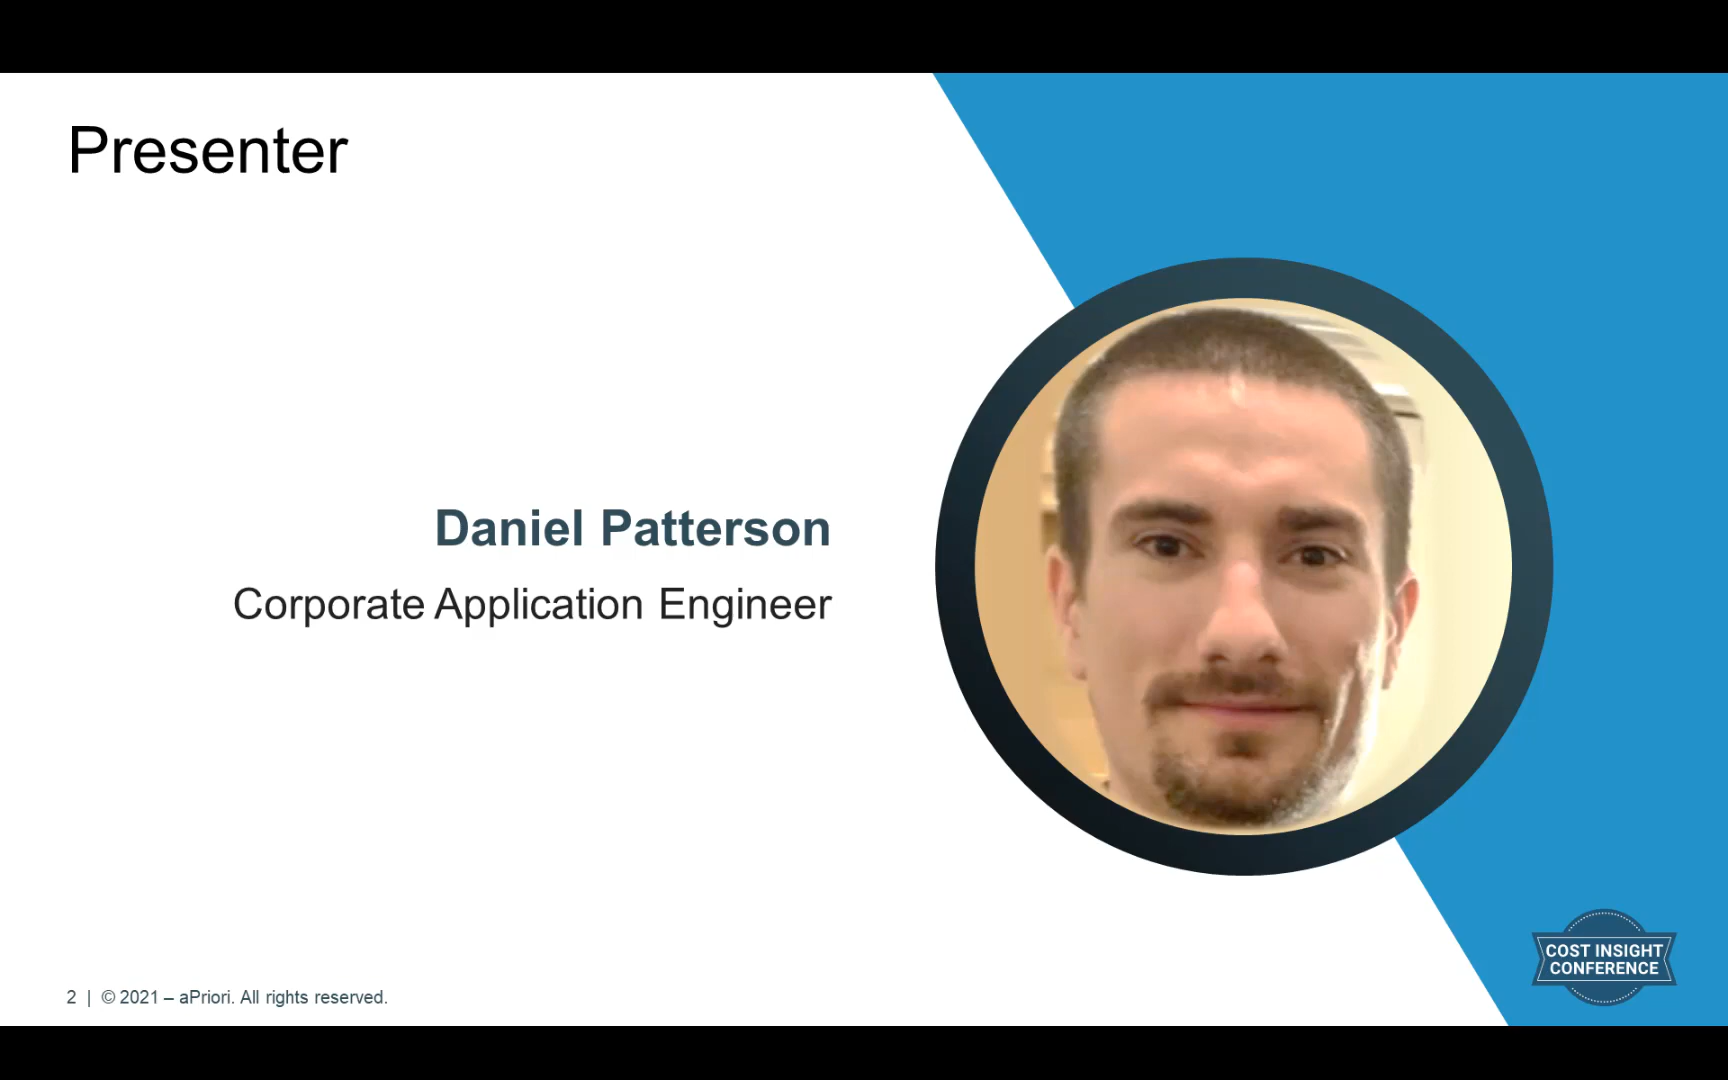 Presenter
Daniel Patterson
Corporate Application Engineer
COST INSIGHT
CONFERENCE
2 | © 2021 – aPriori. All rights reserved.